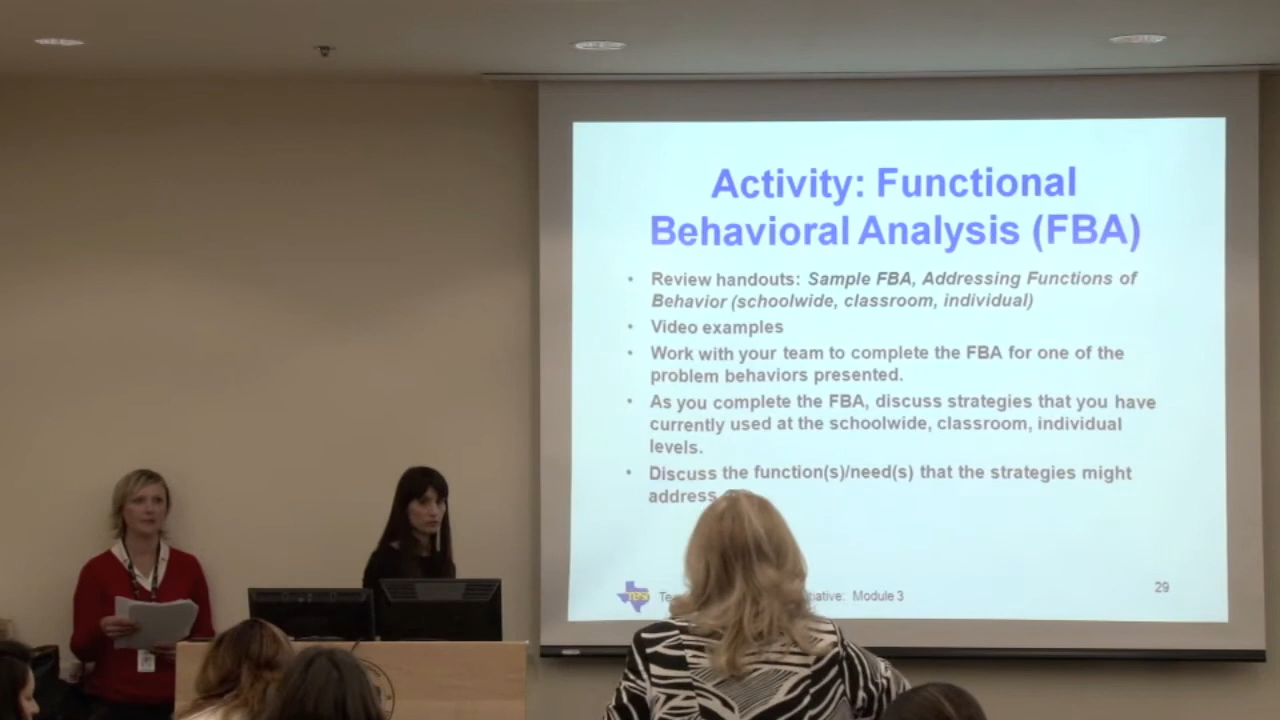 Activity: Functional
Behavioral Analysis (FBA)
• Review handouts: Sample FBA, Addressing Functions of
Behavior (schoolwide, classroom, individual)
• Video examples
• Work with your team to complete the FBA for one of the
problem behaviors presented.
• As you complete the FBA, discuss strategies that you have
currently used at the schoolwide, classroom, individual
levels.
• Discuss the function(s)/need(s) that the strategies might
address
TBSI
Module 3
29